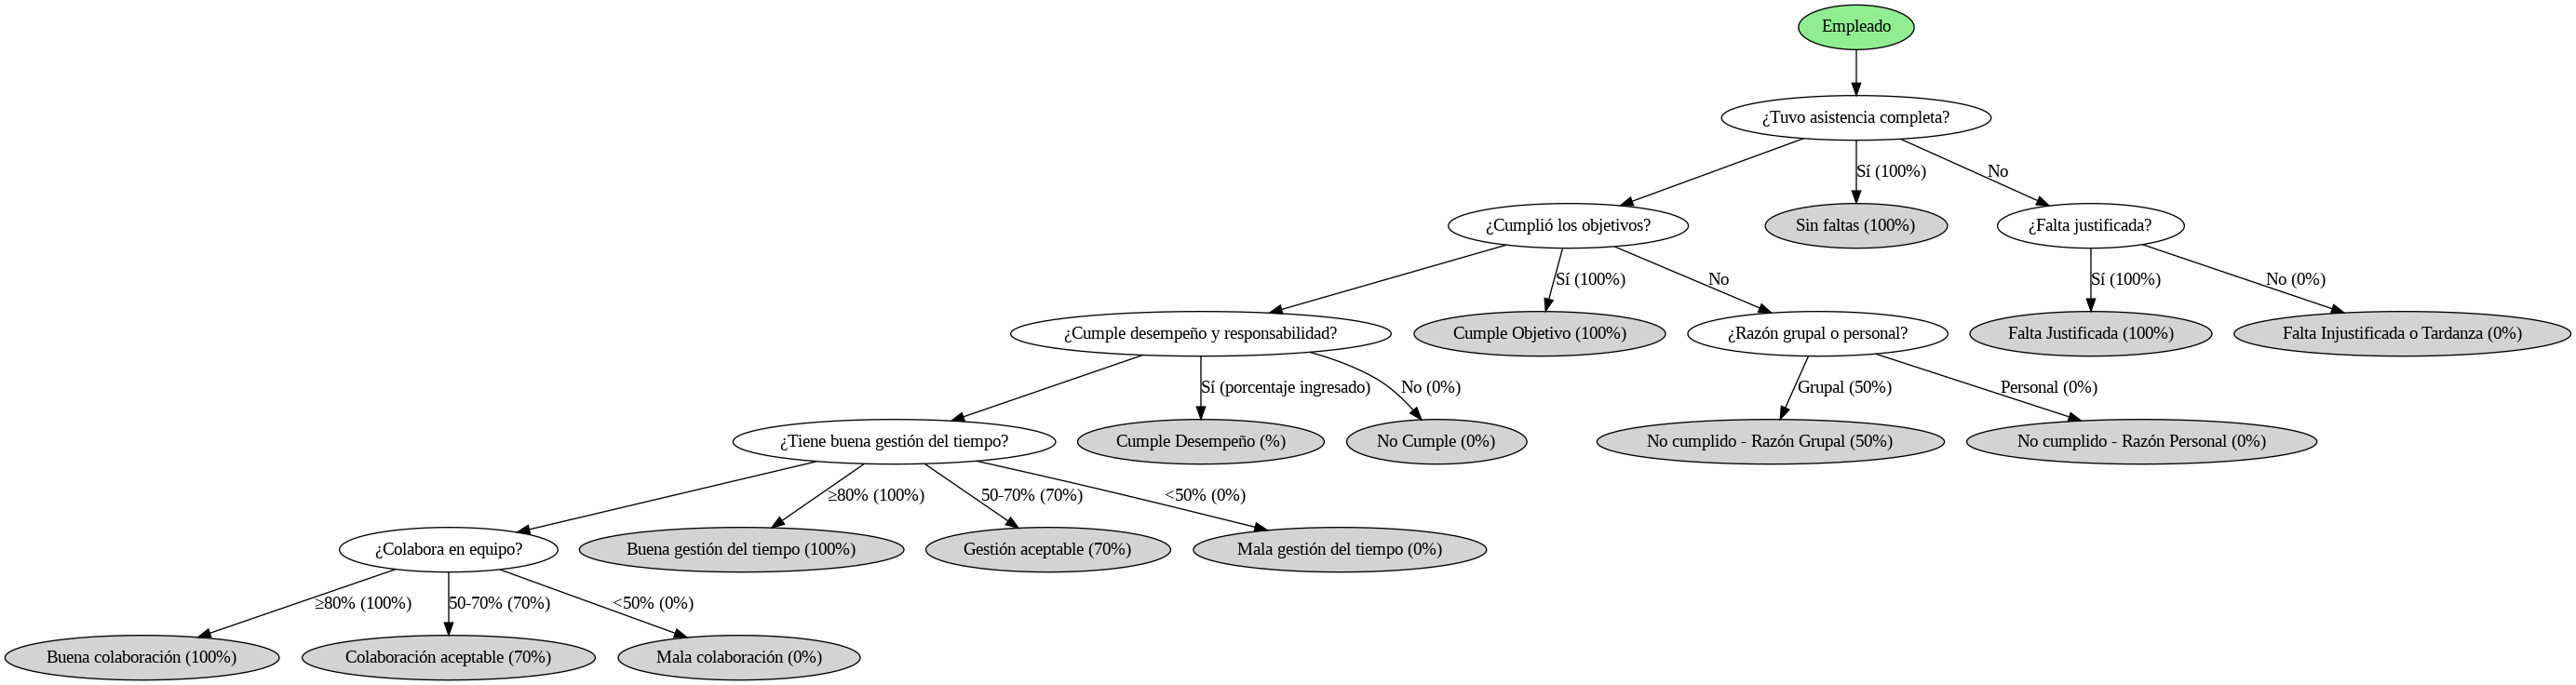 Empleado
¿Tuvo asistencia completa?
Sí (100%)
No
¿Cumplió los objetivos?
Sin faltas (100%)
¿Falta justificada?
Sí (100%)
No
Sí (100%)
No (0%)
¿Cumple desempeño y responsabilidad?
Cumple Objetivo (100%)
¿Razón grupal o personal?
Falta Justificada (100%)
Falta Injustificada o Tardanza (0%)
Sí (porcentaje ingresado)
No (0%)
Grupal (50%)
Personal (0%)
¿Tiene buena gestión del tiempo?
Cumple Desempeño (%)
No Cumple (0%)
No cumplido - Razón Grupal (50%)
No cumplido - Razón Personal (0%)
≥80% (100%)
50-70% (70%)
<50% (0%)
¿Colabora en equipo?
Buena gestión del tiempo (100%)
Gestión aceptable (70%)
Mala gestión del tiempo (0%)
≥80% (100%)
50-70% (70%)
<50% (0%)
Buena colaboración (100%)
Colaboración aceptable (70%)
Mala colaboración (0%)